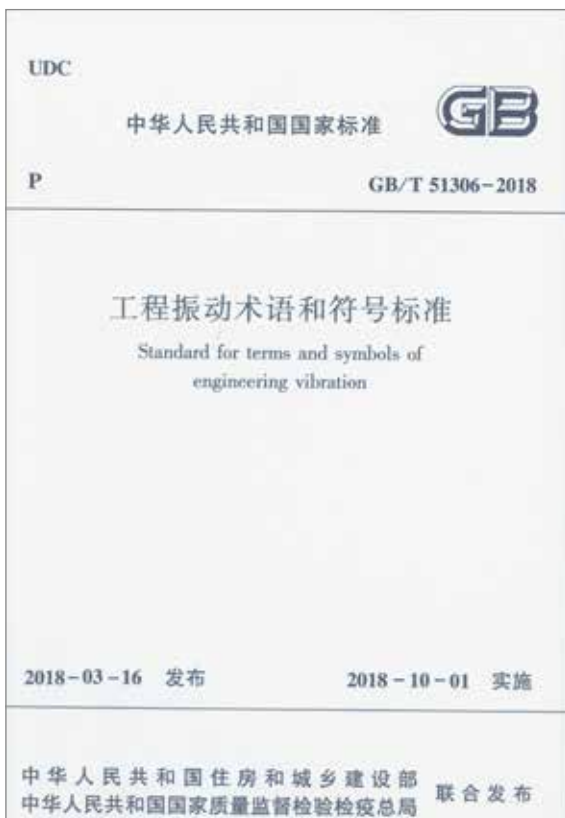 UDC
中华人民共和国国家标准
GB
P
GB/T 51306-2018
工程振动术语和符号标准
Standard for terms and symbols of
engineering vibration
2018-03-16 发布
2018-10-01 实施
中华人民共和国住房和城乡建设部
中华人民共和国国家质量监督检验检疫总局
联合发布